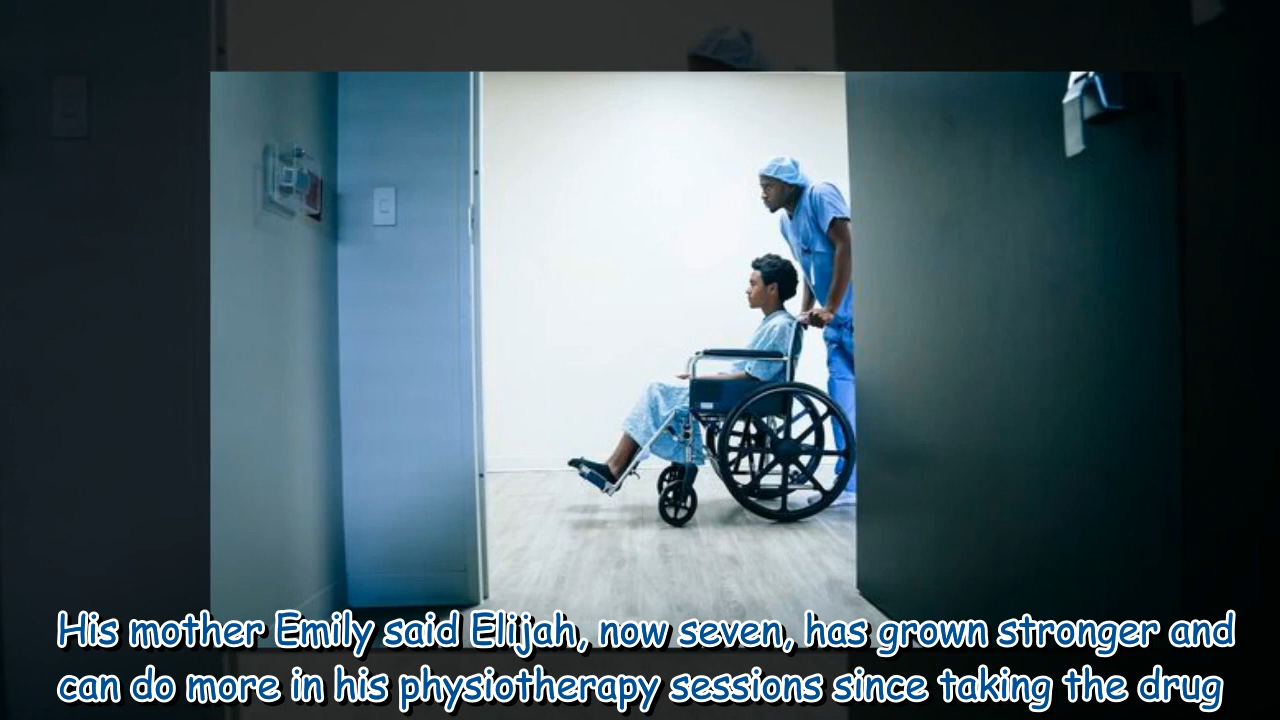 His mother Emily said Elijah, now seven, has grown stronger and
can do more in his physiotherapy sessions since taking the drug